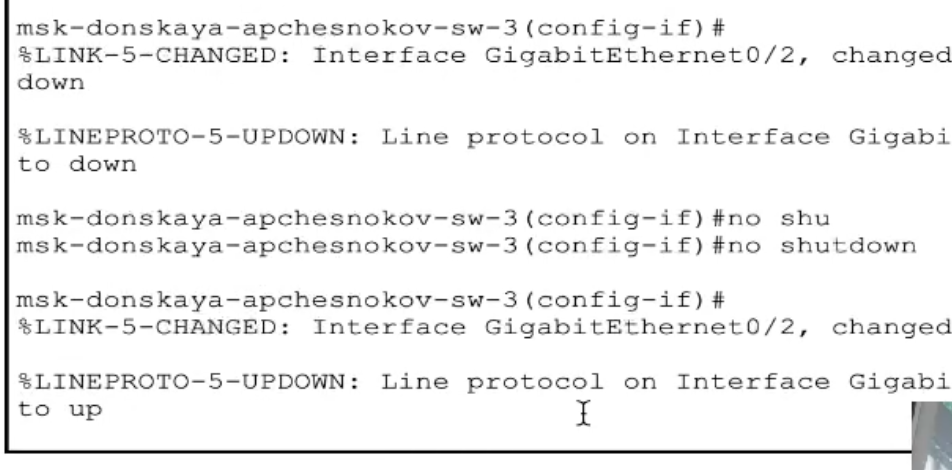 msk-donskaya-apchesnokov-sw-3(config-if)#
%LINK-5-CHANGED: Interface GigabitEthernet0/2, changed
down
%LINEPROTO-5-UPDOWN: Line protocol on Interface Gigabi
to down
msk-donskaya-apchesnokov-sw-3(config-if)#no shu
msk-donskaya-apchesnokov-sw-3(config-if)#no shutdown
msk-donskaya-apchesnokov-sw-3(config-if)#
%LINK-5-CHANGED: Interface GigabitEthernet0/2, changed
%LINEPROTO-5-UPDOWN: Line protocol on Interface Gigabi
to up